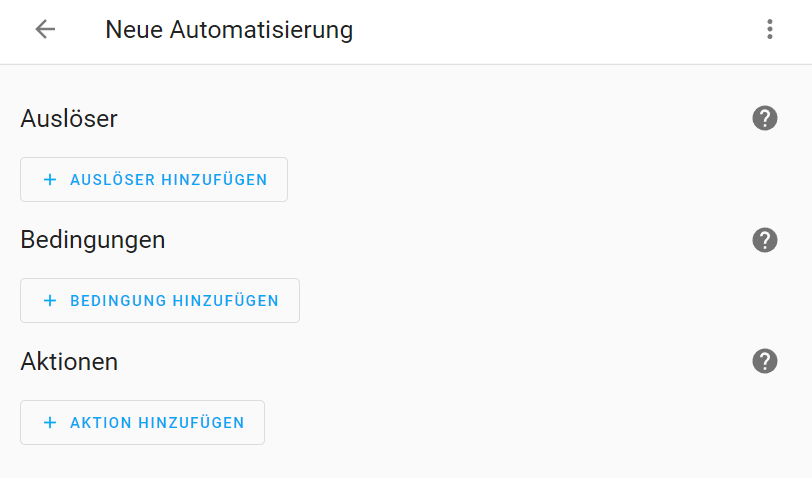 Neue Automatisierung
Auslöser
+ AUSLÖSER HINZUFÜGEN
Bedingungen
+ BEDINGUNG HINZUFÜGEN
Aktionen
+ AKTION HINZUFÜGEN